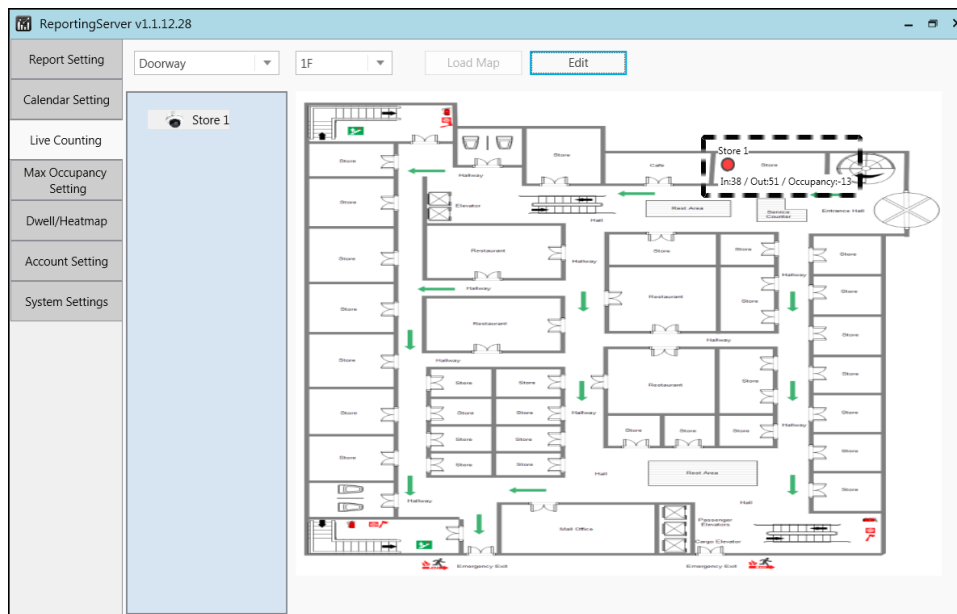 ReportingServer v1.1.12.28
Report Setting
Calendar Setting
Live Counting
Max Occupancy
Setting
Dwell/Heatmap
Account Setting
System Settings
Doorway
1F
Load Map
Edit
Store 1
Store 1
In:38 / Out:51 / Occupancy:-13
Store
Store
Cafe
Store
Hallway
Store
Elevator
Hall
Rest Area
Service
Counter
Entrance Hall
Store
Restaurant
Hallway
Store
Store
Hallway
Store
Store
Hallway
Restaurant
Store
Store
Store
Restaurant
Hallway
Store
Store
Hallway
Restaurant
Store
Store
Store
Store
Store
Store
Store
Hallway
Store
Store
Hallway
Store
Store
Store
Store
Store
Store
Store
Store
Hall
Rest Area
Store
Hallway
Hall
Mall Office
Passenger
Elevators
Cargo Elevator
Emergency Exit
Emergency Exit